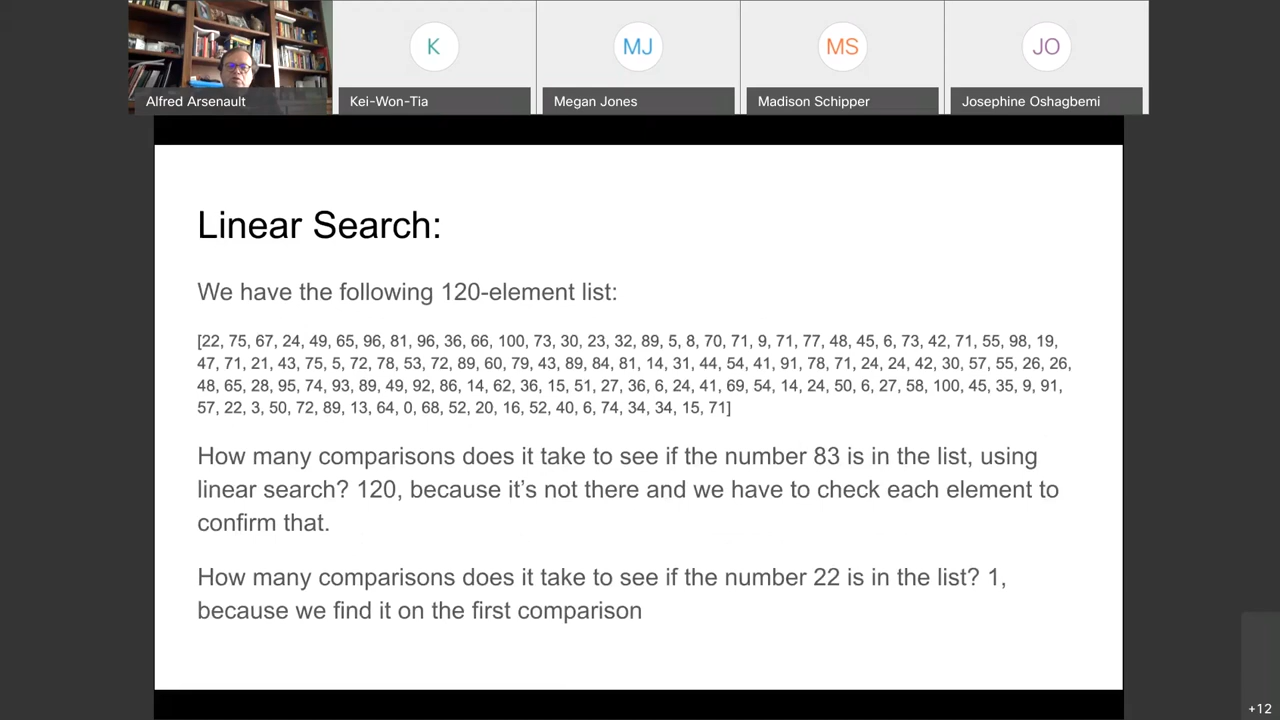 K
MJ
MS
JO
Alfred Arsenault
Kei-Won-Tia
Megan Jones
Madison Schipper
Josephine Oshagbemi
Linear Search:
We have the following 120-element list:
[22, 75, 67, 24, 49, 65, 96, 81, 96, 36, 66, 100, 73, 30, 23, 32, 89, 5, 8, 70, 71, 9, 71, 77, 48, 45, 6, 73, 42, 71, 55, 98, 19,
47, 71, 21, 43, 75, 5, 72, 78, 53, 72, 89, 60, 79, 43, 89, 84, 81, 14, 31, 44, 54, 41, 91, 78, 71, 24, 24, 42, 30, 57, 55, 26, 26,
48, 65, 28, 95, 74, 93, 89, 49, 92, 86, 14, 62, 36, 15, 51, 27, 36, 6, 24, 41, 69, 54, 14, 24, 50, 6, 27, 58, 100, 45, 35, 9, 91,
57, 22, 3, 50, 72, 89, 13, 64, 0, 68, 52, 20, 16, 52, 40, 6, 74, 34, 34, 15, 71]
How many comparisons does it take to see if the number 83 is in the list, using
linear search? 120, because it’s not there and we have to check each element to
confirm that.
How many comparisons does it take to see if the number 22 is in the list? 1,
because we find it on the first comparison
+12